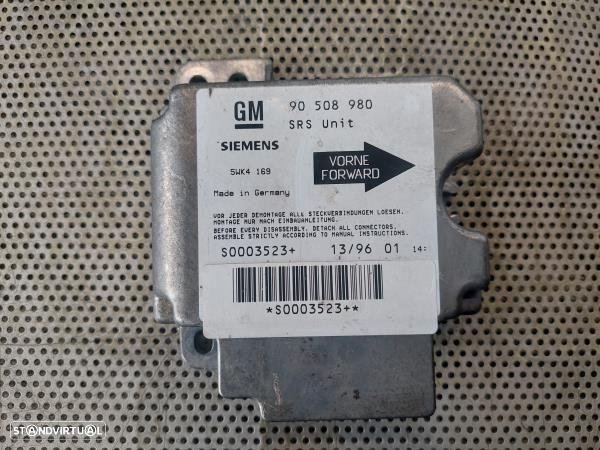 GM 90 508 980
SRS Unit
SIEMENS
5WK4 169
VORNE
FORWARD
Made in Germany
VOR JEDER DEMONTAGE ALLE STECKVERBINDUNGEN LOESEN.
MONTAGE NUR NACH EINBAUANLEITUNG.
BEFORE EVERY DISASSEMBLY, DETACH ALL CONNECTORS.
ASSEMBLE STRICTLY ACCORDING TO MANUAL INSTRUCTIONS.
S0003523+ 13/96 01 14:
*S0003523+*
STANDVIRTUAL